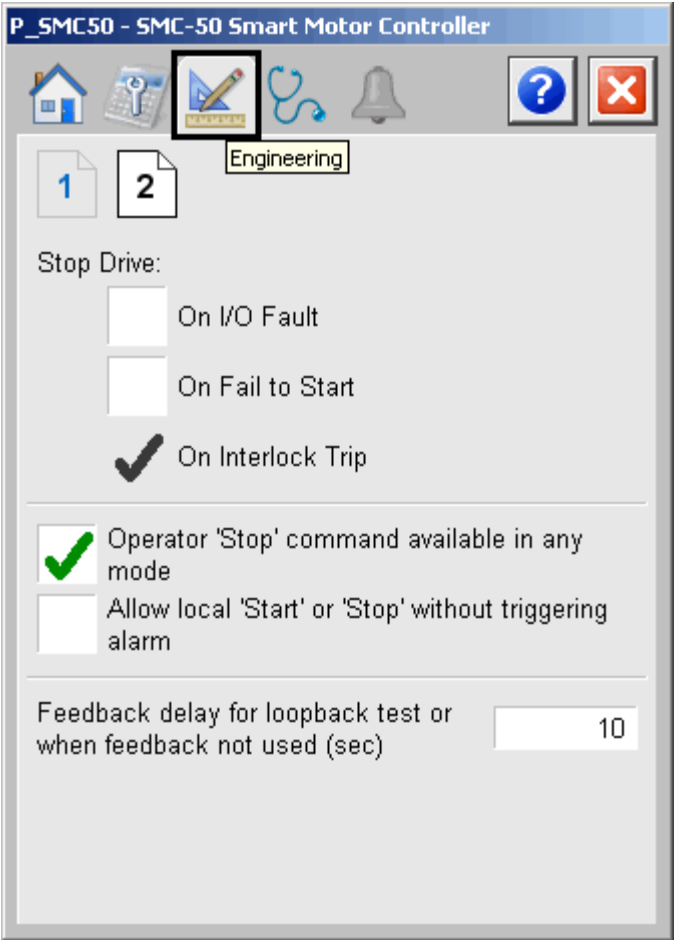 P_SMC50 - SMC-50 Smart Motor Controller
?
Engineering
1 2
Stop Drive:
On I/O Fault
On Fail to Start
On Interlock Trip
Operator 'Stop' command available in any
mode
Allow local 'Start' or 'Stop' without triggering
alarm
Feedback delay for loopback test or
when feedback not used (sec)
10